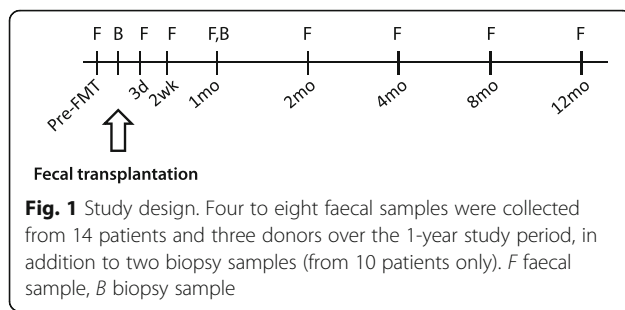 F B F F F,B F F F F
Pre-FMT 3d 2wk 1mo 2mo 4mo 8mo 12mo
Fecal transplantation
Fig. 1 Study design. Four to eight faecal samples were collected
from 14 patients and three donors over the 1-year study period, in
addition to two biopsy samples (from 10 patients only). F faecal
sample, B biopsy sample